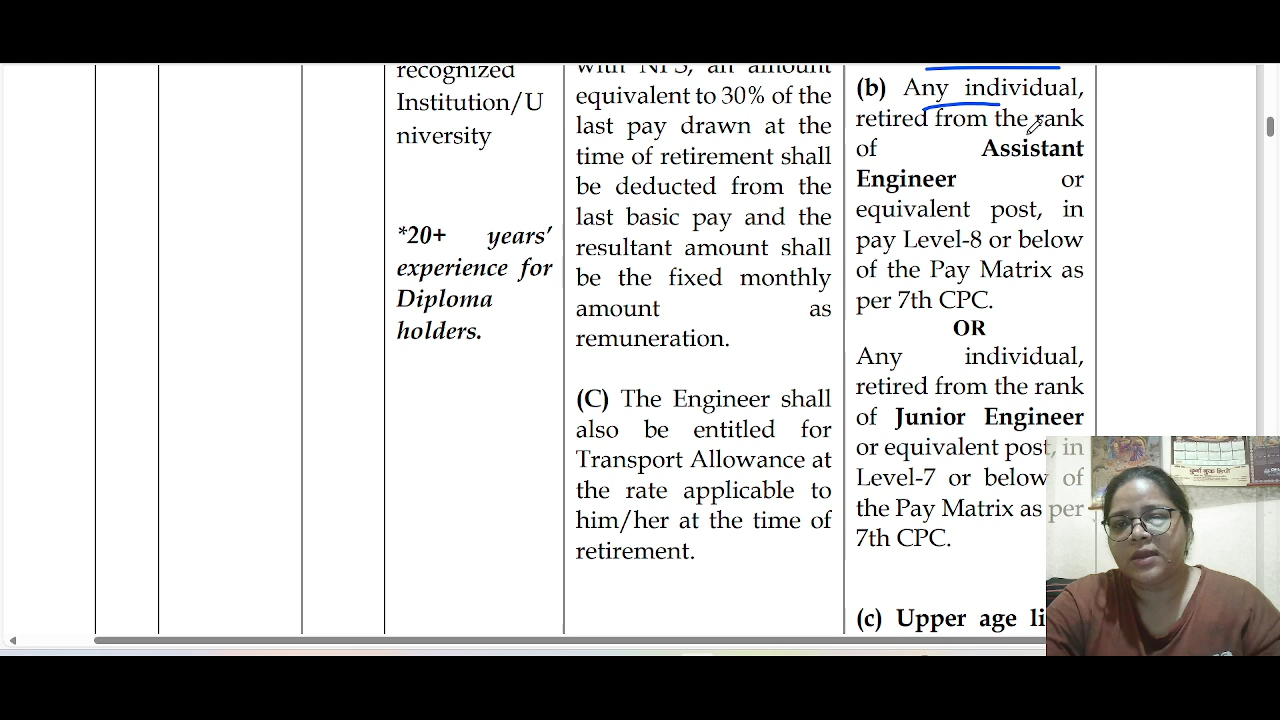 recognized
Institution/U
niversity
*20+ years’
experience for
Diploma
holders.
with NPS, an amount
equivalent to 30% of the
last pay drawn at the
time of retirement shall
be deducted from the
last basic pay and the
resultant amount shall
be the fixed monthly
amount as
remuneration.
(C) The Engineer shall
also be entitled for
Transport Allowance at
the rate applicable to
him/her at the time of
retirement.
(b) Any individual,
retired from the rank
of Assistant
Engineer or
equivalent post, in
pay Level-8 or below
of the Pay Matrix as
per 7th CPC.
OR
Any individual,
retired from the rank
of Junior Engineer
or equivalent post, in
Level-7 or below of
the Pay Matrix as per
7th CPC.
(c) Upper age li